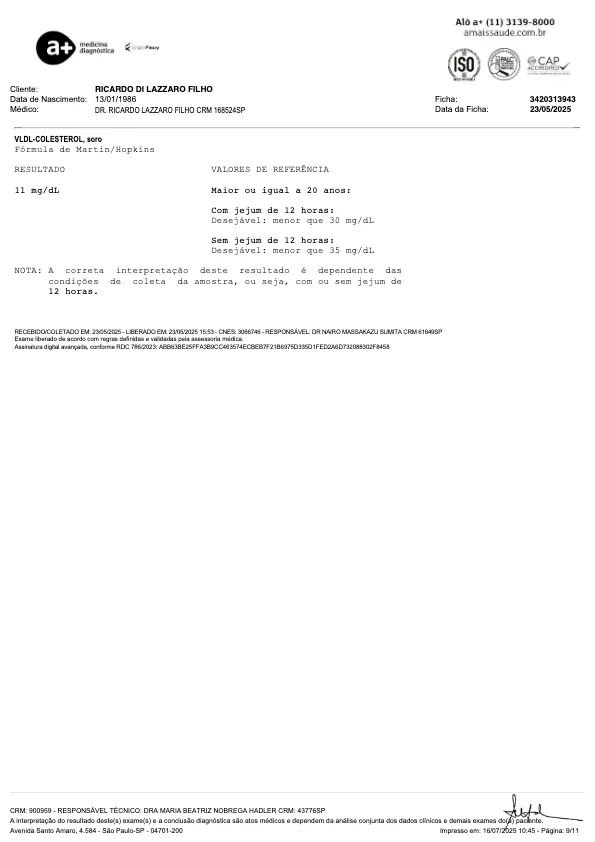 Alô a+ (11) 3139-8000
amaissaude.com.br
a+ medicina diagnóstica GrupoFleury
ISO PALC CAP ACCREDITED
Cliente: RICARDO DI LAZZARO FILHO
Data de Nascimento: 13/01/1986 Ficha: 3420313943
Médico: DR. RICARDO LAZZARO FILHO CRM 168524SP Data da Ficha: 23/05/2025
VLDL-COLESTEROL, soro
Fórmula de Martin/Hopkins
RESULTADO VALORES DE REFERÊNCIA
11 mg/dL Maior ou igual a 20 anos:
Com jejum de 12 horas:
Desejável: menor que 30 mg/dL
Sem jejum de 12 horas:
Desejável: menor que 35 mg/dL
NOTA: A correta interpretação deste resultado é dependente das
condições de coleta da amostra, ou seja, com ou sem jejum de
12 horas.
RECEBIDO/COLETADO EM: 23/05/2025 - LIBERADO EM: 23/05/2025 15:53 - CNES: 3066746 - RESPONSÁVEL: DR NAIRO MASSAKAZU SUMITA CRM 61649SP
Exame liberado de acordo com regras definidas e validadas pela assessoria médica.
Assinatura digital avançada, conforme RDC 786/2023: ABB63BE25FFA3B9CC463574ECBEB7F21B6975D335D1FED2A6D732088302F8458
CRM: 900959 - RESPONSÁVEL TÉCNICO: DRA MARIA BEATRIZ NOBREGA HADLER CRM: 43776SP
A interpretação do resultado deste(s) exame(s) e a conclusão diagnóstica são atos médicos e dependem da análise conjunta dos dados clínicos e demais exames do(a) paciente.
Avenida Santo Amaro, 4.584 - São Paulo-SP - 04701-200 Impresso em: 16/07/2025 10:45 - Página: 9/11